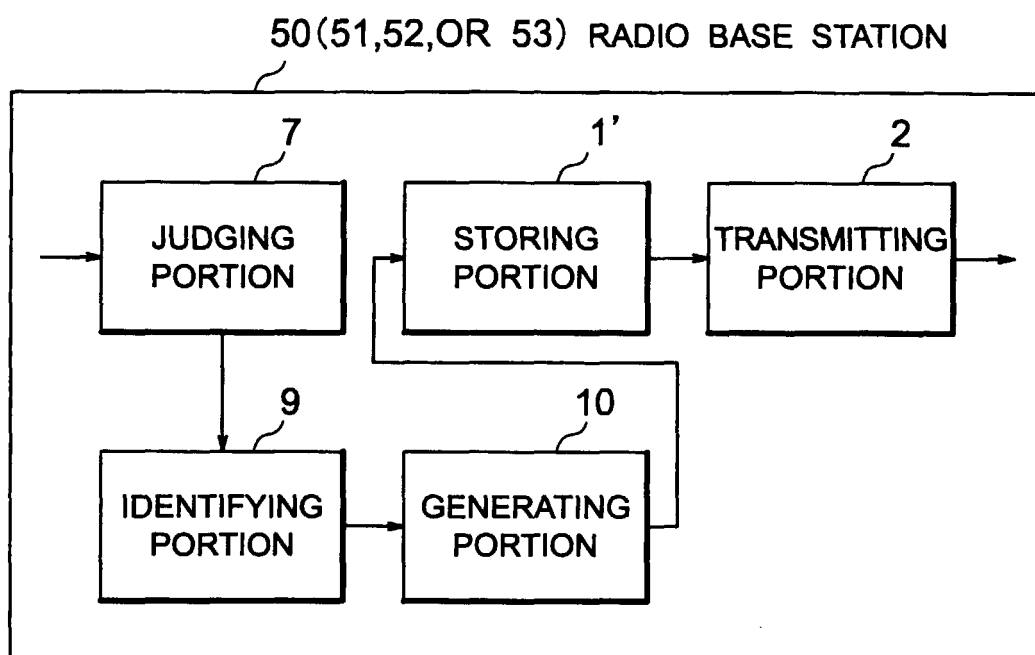 50(51,52,OR 53) RADIO BASE STATION
7
1'
2
JUDGING
PORTION
STORING
PORTION
TRANSMITTING
PORTION
9
10
IDENTIFYING
PORTION
GENERATING
PORTION